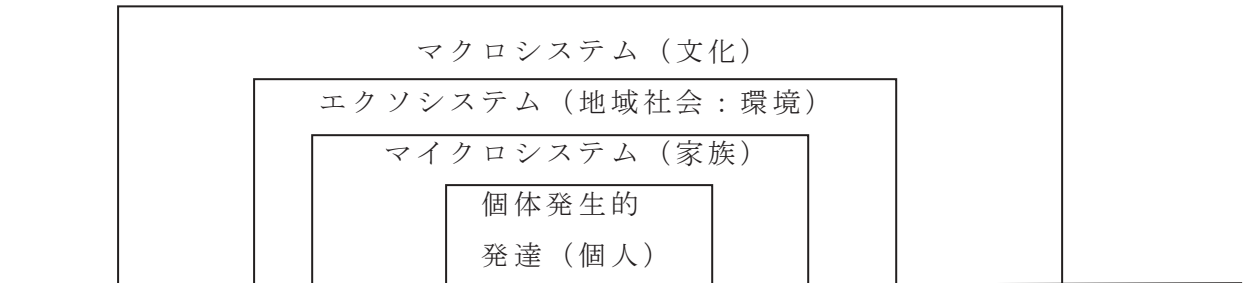 マクロシステム（文化）
エクソシステム（地域社会：環境）
マイクロシステム（家族）
個体発生的
発達（個人）